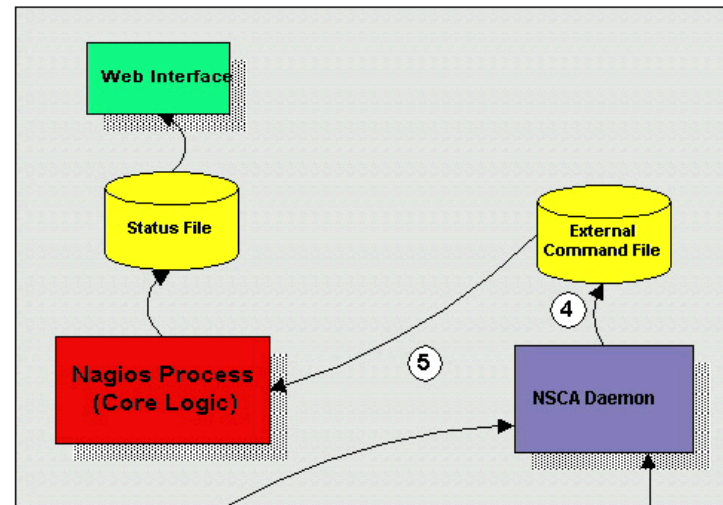 Web Interface
Status File
External
Command File
4
5
Nagios Process
(Core Logic)
NSCA Daemon